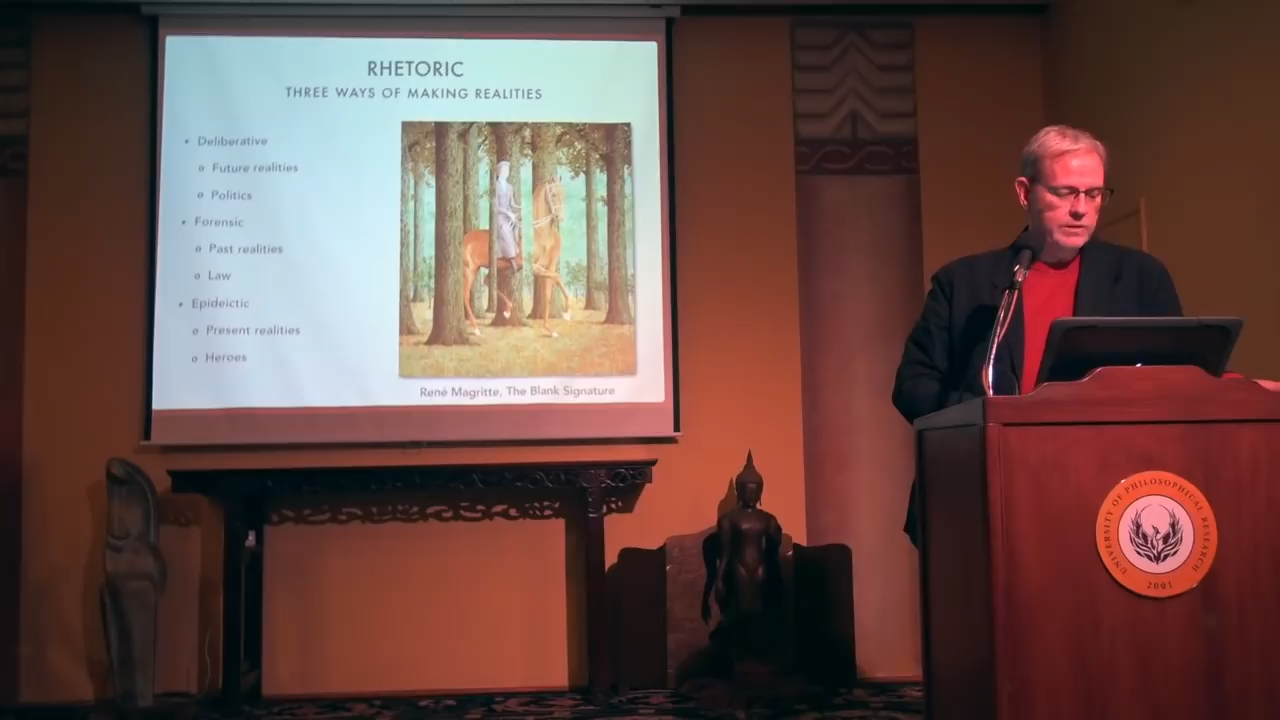 RHETORIC
THREE WAYS OF MAKING REALITIES
• Deliberative
o Future realities
o Politics
• Forensic
o Past realities
o Law
• Epideictic
o Present realities
o Heroes
René Magritte, The Blank Signature
UNIVERSITY OF PHILOSOPHICAL RESEARCH
2001